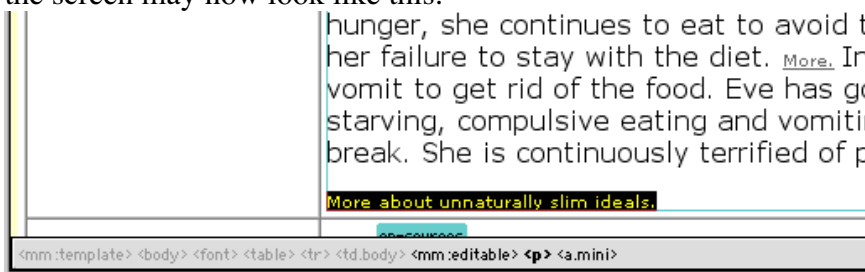 the screen may now look like this:
hunger, she continues to eat to avoid t
her failure to stay with the diet. More. In
vomit to get rid of the food. Eve has go
starving, compulsive eating and vomitin
break. She is continuously terrified of p
More about unnaturally slim ideals.
<mm:template> <body> <font> <table> <tr> <td.body> <mm:editable> <p> <a.mini>